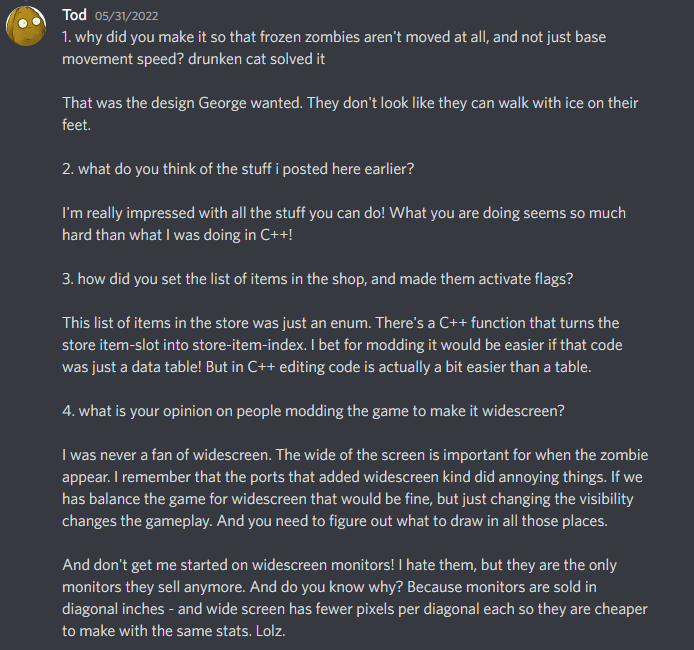 Tod 05/31/2022
1. why did you make it so that frozen zombies aren't moved at all, and not just base
movement speed? drunken cat solved it
That was the design George wanted. They don't look like they can walk with ice on their
feet.
2. what do you think of the stuff i posted here earlier?
I'm really impressed with all the stuff you can do! What you are doing seems so much
hard than what I was doing in C++!
3. how did you set the list of items in the shop, and made them activate flags?
This list of items in the store was just an enum. There's a C++ function that turns the
store item-slot into store-item-index. I bet for modding it would be easier if that code
was just a data table! But in C++ editing code is actually a bit easier than a table.
4. what is your opinion on people modding the game to make it widescreen?
I was never a fan of widescreen. The wide of the screen is important for when the zombie
appear. I remember that the ports that added widescreen kind did annoying things. If we
has balance the game for widescreen that would be fine, but just changing the visibility
changes the gameplay. And you need to figure out what to draw in all those places.
And don't get me started on widescreen monitors! I hate them, but they are the only
monitors they sell anymore. And do you know why? Because monitors are sold in
diagonal inches - and wide screen has fewer pixels per diagonal each so they are cheaper
to make with the same stats. Lolz.